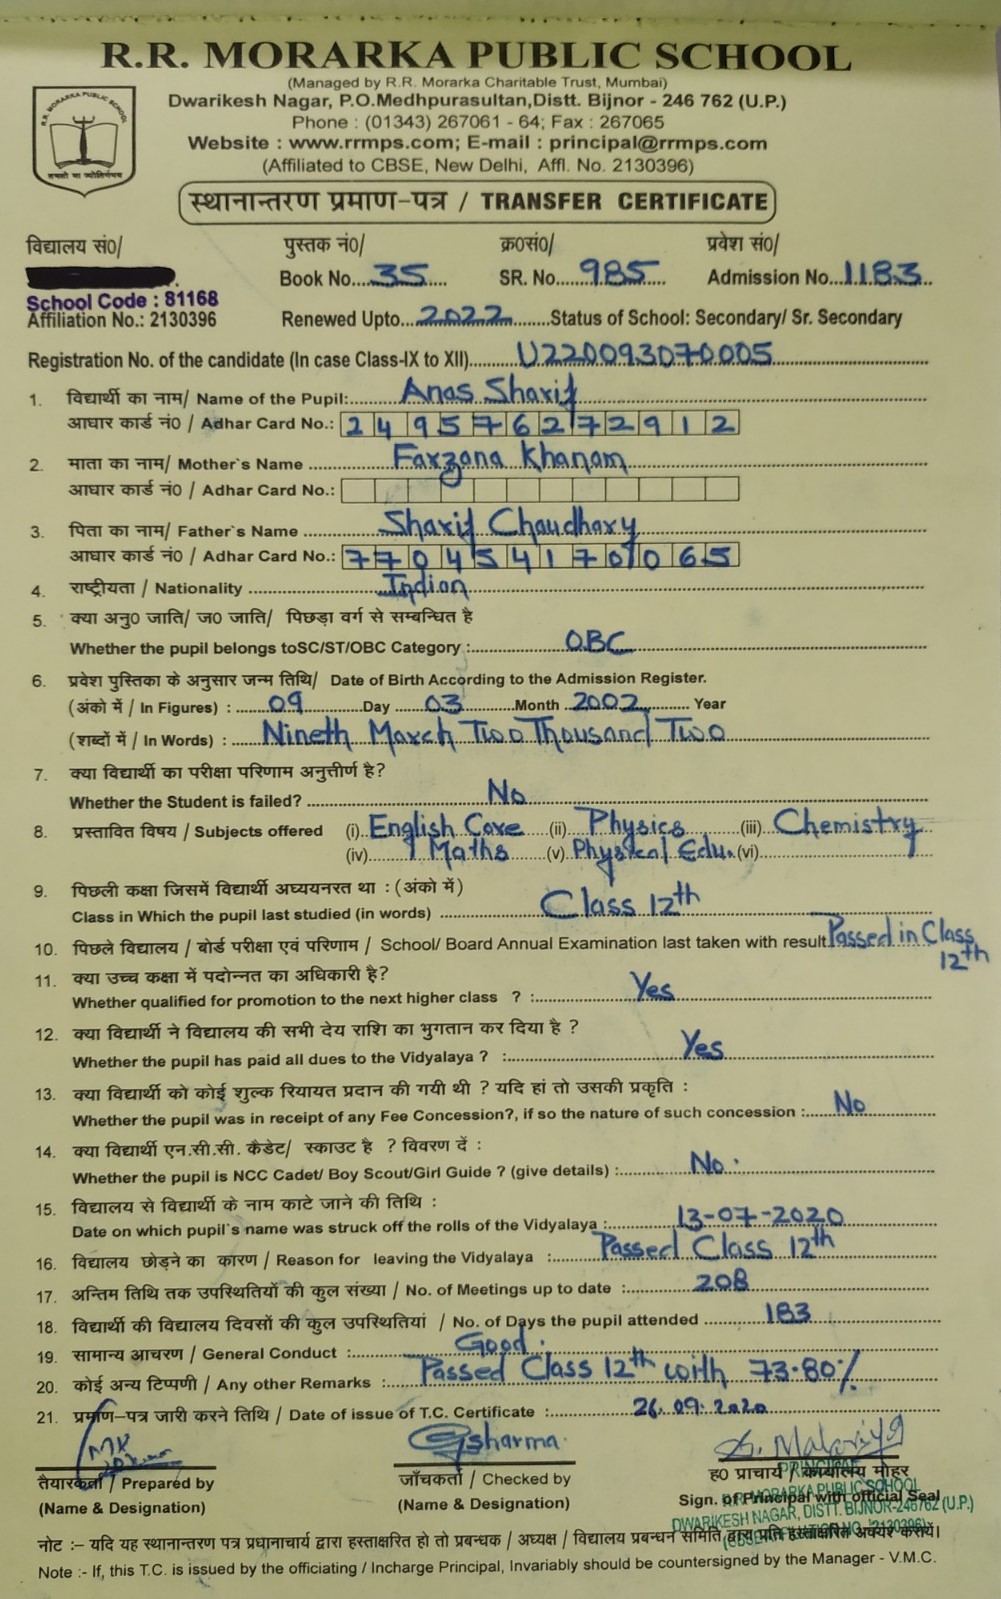 R.R. MORARKA PUBLIC SCHOOL
(Managed by R.R. Morarka Charitable Trust, Mumbai)
Dwarikesh Nagar, P.O.Medhpurasultan,Distt. Bijnor - 246 762 (U.P.)
Phone : (01343) 267061 - 64; Fax : 267065
Website : www.rrmps.com; E-mail : principal@rrmps.com
(Affiliated to CBSE, New Delhi, Affl. No. 2130396)
R.R. MORARKA PUBLIC SCHOOL
तमसो मा ज्योतिर्गमय
स्थानान्तरण प्रमाण-पत्र / TRANSFER CERTIFICATE
विद्यालय सं0/ पुस्तक नं0/ क्र0सं0/ प्रवेश सं0/
Book No....35.... SR. No....985.... Admission No...1183..
School Code : 81168
Affiliation No.: 2130396 Renewed Upto...2022.......Status of School: Secondary/ Sr. Secondary
Registration No. of the candidate (In case Class-IX to XII)........U220093070005
1. विद्यार्थी का नाम/ Name of the Pupil:........Anas Sharif
आधार कार्ड नं0 / Adhar Card No.: 249576272912
2. माता का नाम/ Mother's Name ........Farzana Khanam
आधार कार्ड नं0 / Adhar Card No.:
3. पिता का नाम/ Father's Name ........Sharif Chaudhary
आधार कार्ड नं0 / Adhar Card No.: 770454170065
4. राष्ट्रीयता / Nationality ........Indian
5. क्या अनु0 जाति/ ज0 जाति/ पिछड़ा वर्ग से सम्बन्धित है
Whether the pupil belongs toSC/ST/OBC Category :........OBC
6. प्रवेश पुस्तिका के अनुसार जन्म तिथि/ Date of Birth According to the Admission Register.
(अंको में / In Figures) : ....09....Day ....03....Month ..2002....Year
(शब्दों में / In Words) : ....Nineth March Two Thousand Two
7. क्या विद्यार्थी का परीक्षा परिणाम अनुत्तीर्ण है?
Whether the Student is failed? ........No
8. प्रस्तावित विषय / Subjects offered (i) English Core (ii) Physics (iii) Chemistry
(iv) Maths (v) Physical Edu. (vi)
9. पिछली कक्षा जिसमें विद्यार्थी अध्ययनरत था : (अंको में)
Class in Which the pupil last studied (in words) ........Class 12th
10. पिछले विद्यालय / बोर्ड परीक्षा एवं परिणाम / School/ Board Annual Examination last taken with result Passed in Class
12th
11. क्या उच्च कक्षा में पदोन्नत का अधिकारी है?
Whether qualified for promotion to the next higher class ? :........Yes
12. क्या विद्यार्थी ने विद्यालय की सभी देय राशि का भुगतान कर दिया है ?
Whether the pupil has paid all dues to the Vidyalaya ? :........Yes
13. क्या विद्यार्थी को कोई शुल्क रियायत प्रदान की गयी थी ? यदि हां तो उसकी प्रकृति :
Whether the pupil was in receipt of any Fee Concession?, if so the nature of such concession :....No
14. क्या विद्यार्थी एन.सी.सी. कैडेट/ स्काउट है ? विवरण दें :
Whether the pupil is NCC Cadet/ Boy Scout/Girl Guide ? (give details) :........No.
15. विद्यालय से विद्यार्थी के नाम काटे जाने की तिथि :
Date on which pupil's name was struck off the rolls of the Vidyalaya :........13-07-2020
16. विद्यालय छोड़ने का कारण / Reason for leaving the Vidyalaya :....Passed Class 12th
17. अन्तिम तिथि तक उपस्थितियों की कुल संख्या / No. of Meetings up to date :........208
18. विद्यार्थी की विद्यालय दिवसों की कुल उपस्थितियां / No. of Days the pupil attended ........183
19. सामान्य आचरण / General Conduct :........Good.
20. कोई अन्य टिप्पणी / Any other Remarks :....Passed Class 12th with 73.80%
21. प्रमाण-पत्र जारी करने तिथि / Date of issue of T.C. Certificate :........26.09.2020
Gsharma
तैयारकर्ता / Prepared by जाँचकर्ता / Checked by ह0 प्राचार्य / कार्यालय मोहर
(Name & Designation) (Name & Designation) Sign. of Principal with official Seal
PRINCIPAL
R.R. MORARKA PUBLIC SCHOOL
DWARIKESH NAGAR, DISTT. BIJNOR-246762 (U.P.)
नोट :– यदि यह स्थानान्तरण पत्र प्रधानाचार्य द्वारा हस्ताक्षरित हो तो प्रबन्धक / अध्यक्ष / विद्यालय प्रबन्धन समिति द्वारा प्रति हस्ताक्षरित अवश्य करायें।
Note :- If, this T.C. is issued by the officiating / Incharge Principal, Invariably should be countersigned by the Manager - V.M.C.